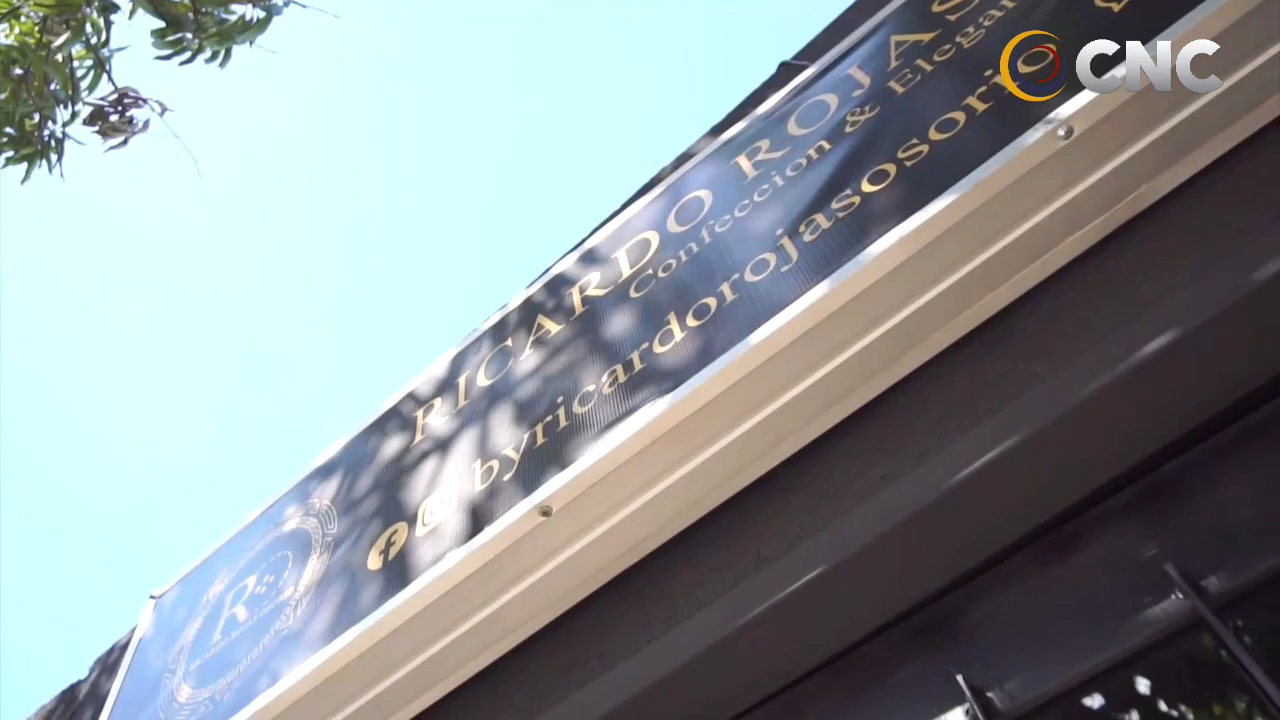 CNC
RICARDO ROJAS
Confeccion & Elegan
byricardorojasosorio
R